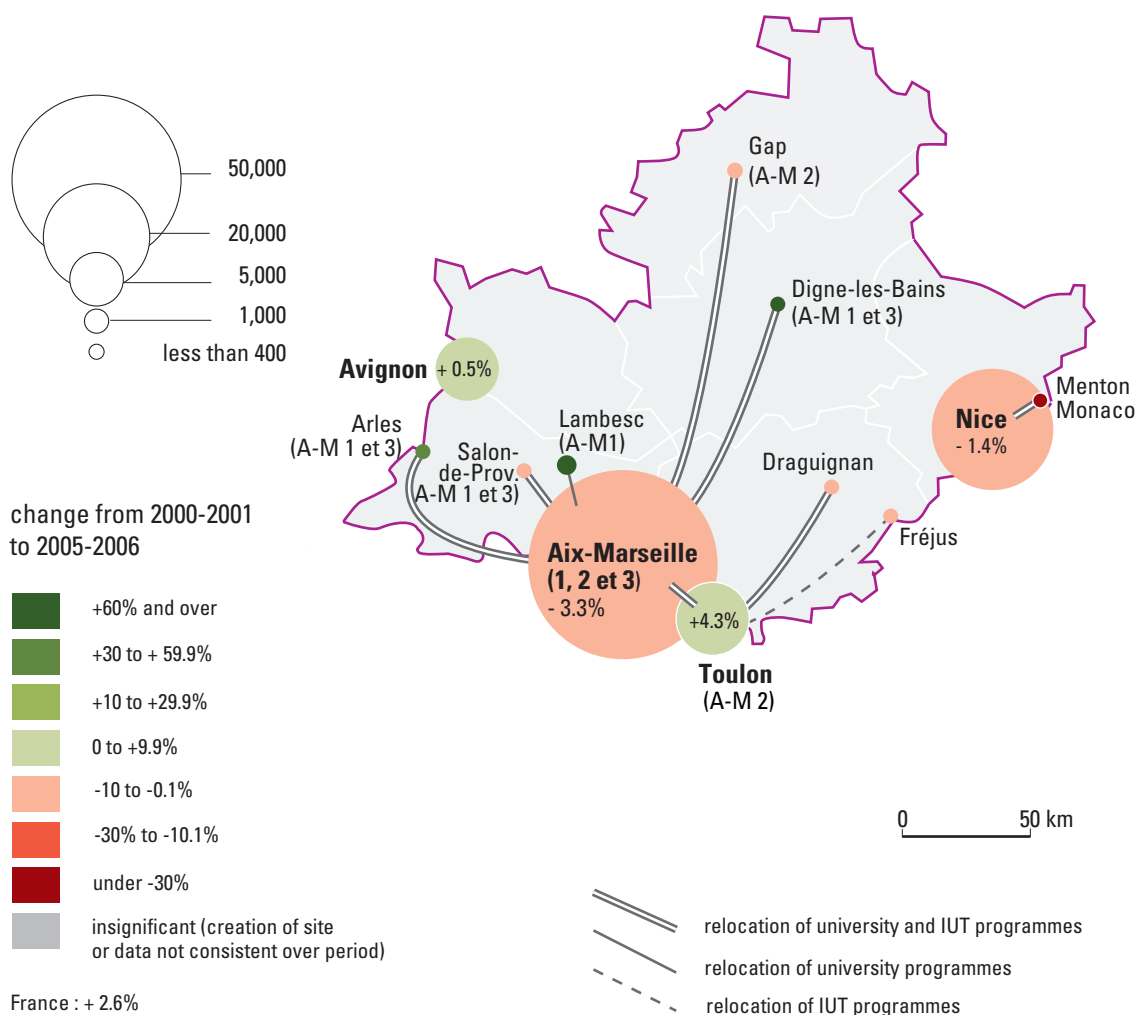 50,000
20,000
5,000
1,000
less than 400
Gap
(A-M 2)
Digne-les-Bains
(A-M 1 et 3)
Avignon
+ 0.5%
Menton
Monaco
Nice
- 1.4%
Arles
(A-M 1 et 3)
Lambesc
(A-M1)
Salon-
de-Prov.
A-M 1 et 3)
Draguignan
Fréjus
Aix-Marseille
(1, 2 et 3)
- 3.3%
+4.3%
Toulon
(A-M 2)
change from 2000-2001
to 2005-2006
+60% and over
+30 to + 59.9%
+10 to +29.9%
0 to +9.9%
-10 to -0.1%
-30% to -10.1%
under -30%
insignificant (creation of site
or data not consistent over period)
France : + 2.6%
0 50 km
relocation of university and IUT programmes
relocation of university programmes
relocation of IUT programmes